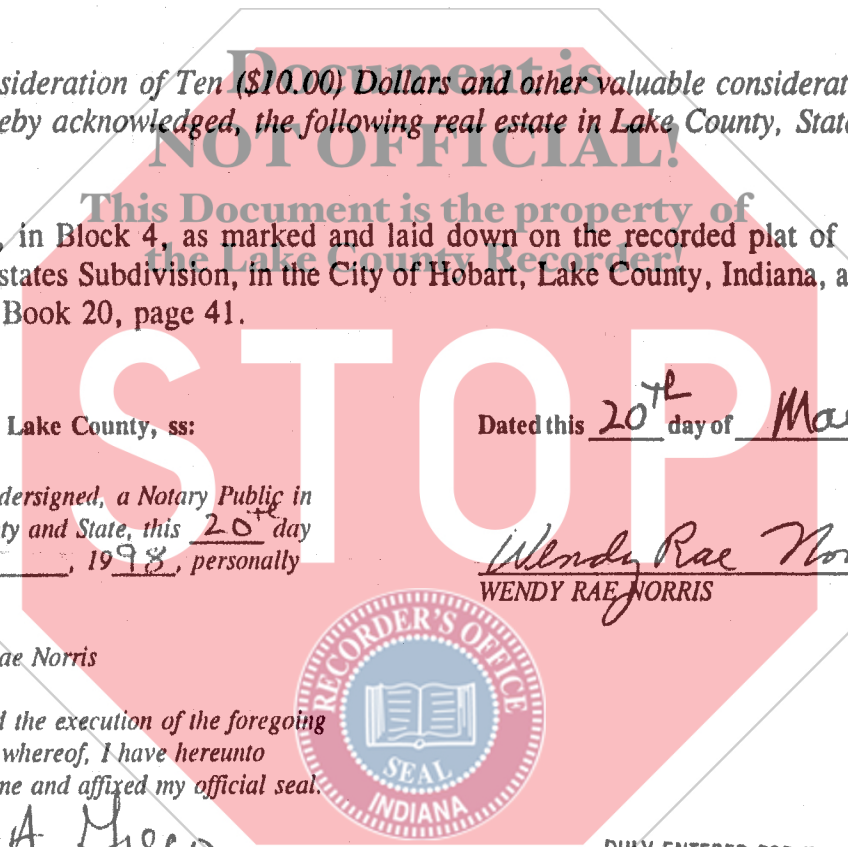 Document is
sideration of Ten ($10.00) Dollars and other valuable considerat
eby acknowledged, the following real estate in Lake County, State
NOT OFFICIAL!
This Document is the property of
, in Block 4, as marked and laid down on the recorded plat of
the Lake County Recorder!
states Subdivision, in the City of Hobart, Lake County, Indiana, a
Book 20, page 41.
STOP
Lake County, ss:
Dated this 20th day of Ma
dersigned, a Notary Public in
ty and State, this 20th day
, 1998, personally
Wendy Rae No
WENDY RAE NORRIS
ae Norris
RECORDER'S OFFICE
SEAL
INDIANA
d the execution of the foregoing
whereof, I have hereunto
me and affixed my official seal.
A
DULY ENTERED FOR